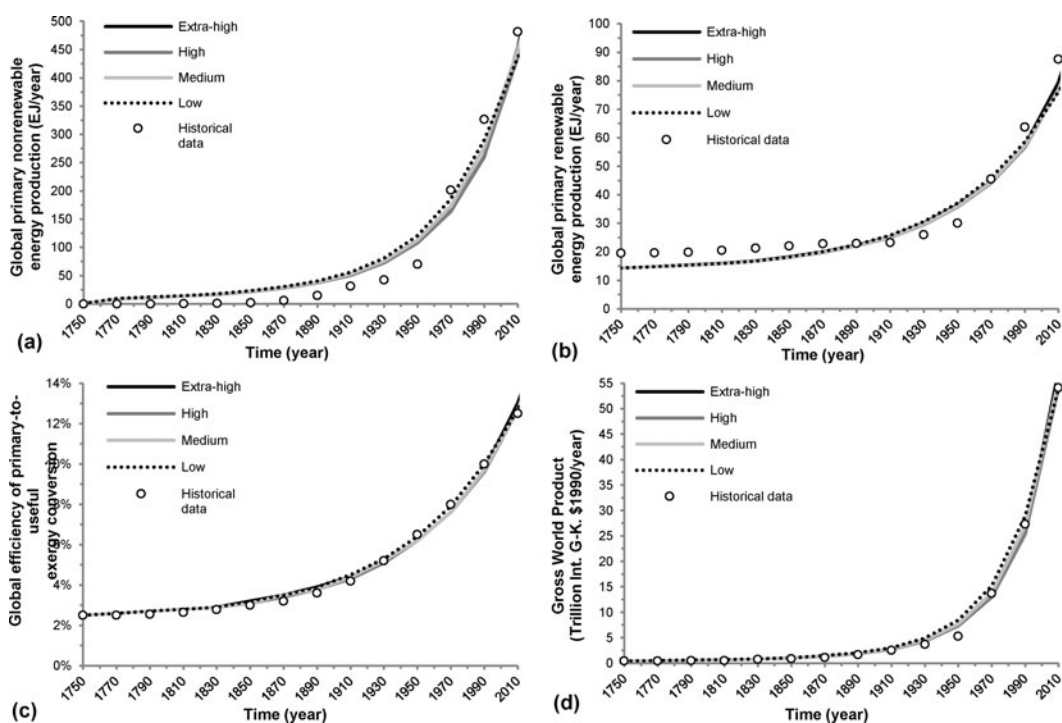 500
450
400
350
300
250
200
150
100
50
0
Global primary nonrenewable
energy production (EJ/year)
Extra-high
High
Medium
Low
Historical
data
1750
1770
1790
1810
1830
1850
1870
1890
1910
1930
1950
1970
1990
2010
(a)
Time (year)
100
90
80
70
60
50
40
30
20
10
0
Global primary renewable
energy production (EJ/year)
Extra-high
High
Medium
Low
Historical data
1750
1770
1790
1810
1830
1850
1870
1890
1910
1930
1950
1970
1990
2010
(b)
Time (year)
14%
12%
10%
8%
6%
4%
2%
0%
Global efficiency of primary-to-
useful
exergy conversion
Extra-high
High
Medium
Low
Historical
data
1750
1770
1790
1810
1830
1850
1870
1890
1910
1930
1950
1970
1990
2010
(c)
Time (year)
55
50
45
40
35
30
25
20
15
10
5
0
Gross World Product
(Trillion Int. G-K. $1990/year)
Extra-high
High
Medium
Low
Historical data
1750
1770
1790
1810
1830
1850
1870
1890
1910
1930
1950
1970
1990
2010
(d)
Time (year)